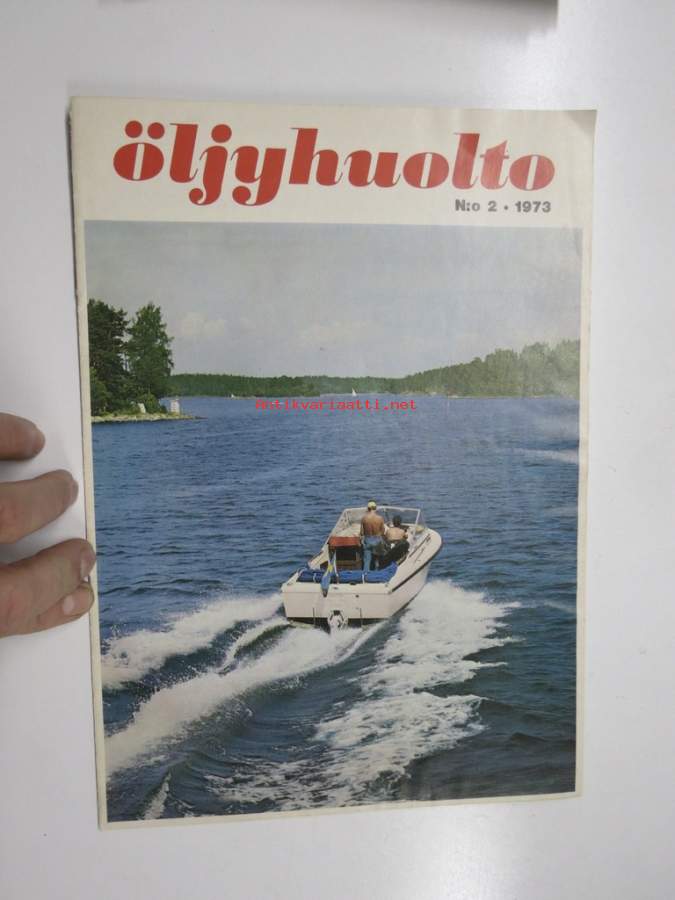 öljyhuolto
N:o 2 • 1973
Antikvariaatti.net